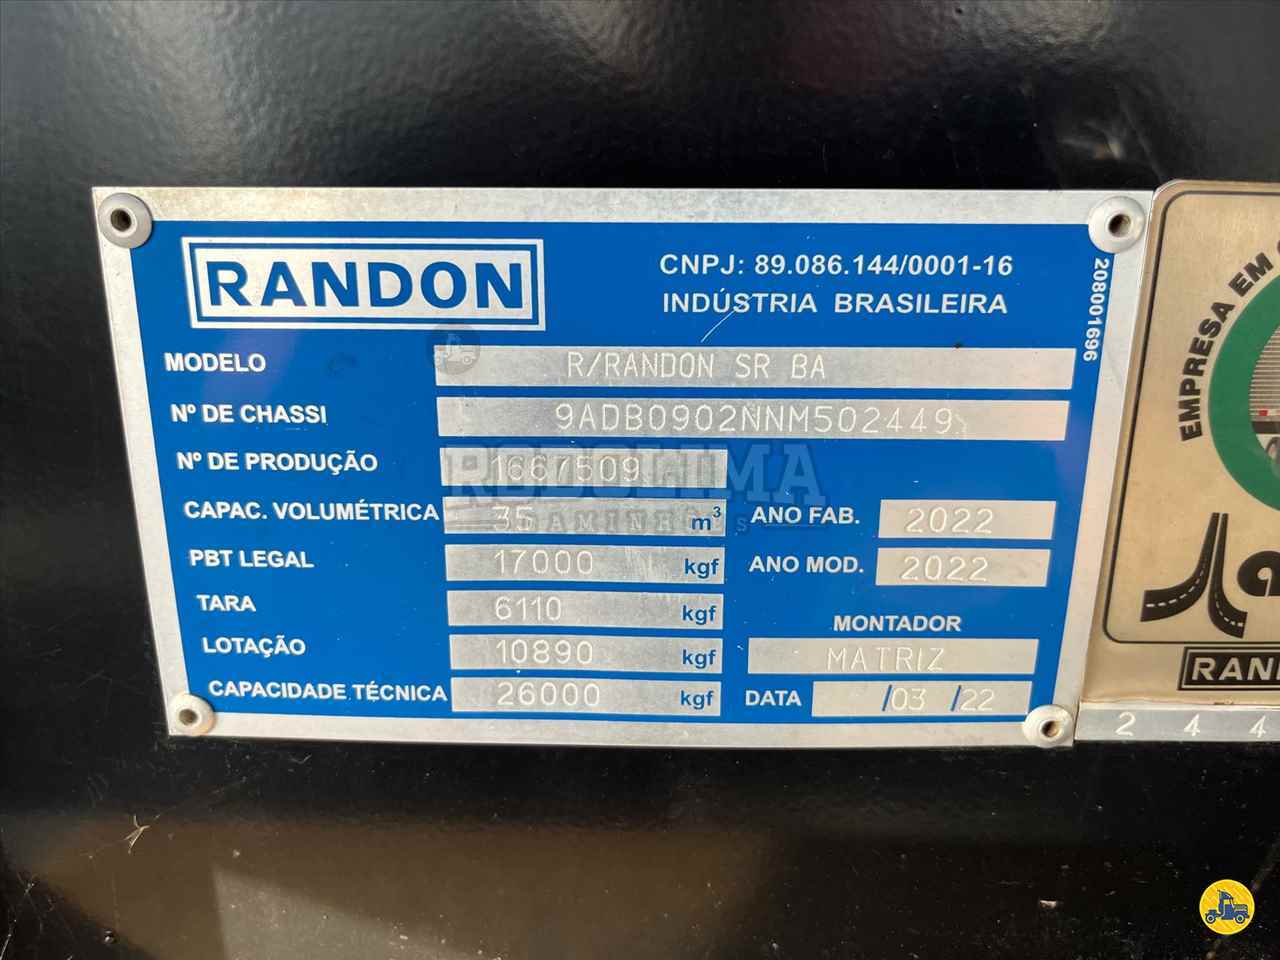 RANDON
CNPJ: 89.086.144/0001-16
INDÚSTRIA BRASILEIRA
208001696
MODELO R/RANDON SR BA
Nº DE CHASSI 9ADB0902NNM502449
Nº DE PRODUÇÃO 1667509
CAPAC. VOLUMÉTRICA 35 m³ ANO FAB. 2022
PBT LEGAL 17000 kgf ANO MOD. 2022
TARA 6110 kgf
MONTADOR
LOTAÇÃO 10890 kgf MATRIZ
CAPACIDADE TÉCNICA 26000 kgf DATA /03 /22
RODOLIMA
CAMINHÕES
EMPRESA EM
RAND
2 4 4